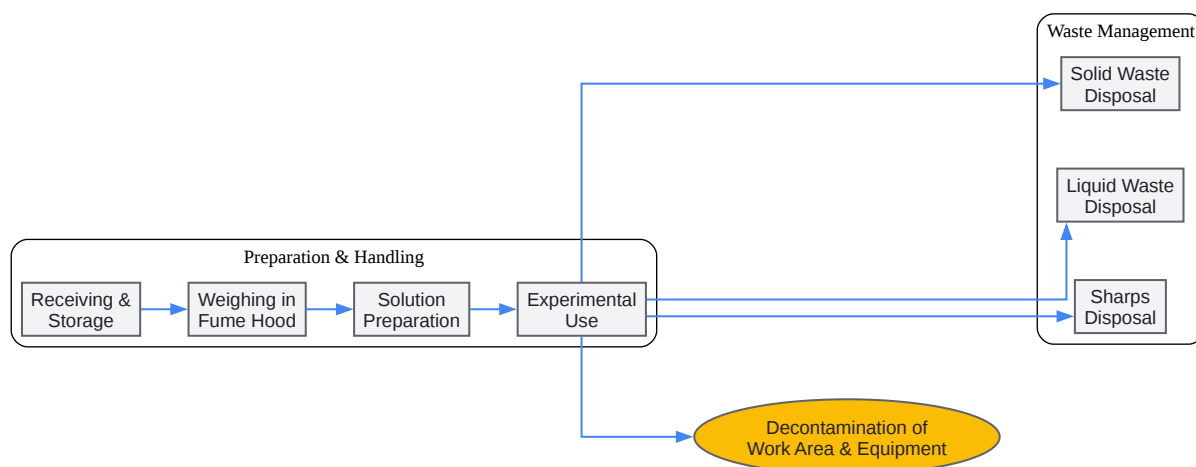 Waste Management
Solid Waste
Disposal
Liquid Waste
Disposal
Preparation & Handling
Receiving &
Storage
Weighing in
Fume Hood
Solution
Preparation
Experimental
Use
Sharps
Disposal
Decontamination of
Work Area & Equipment